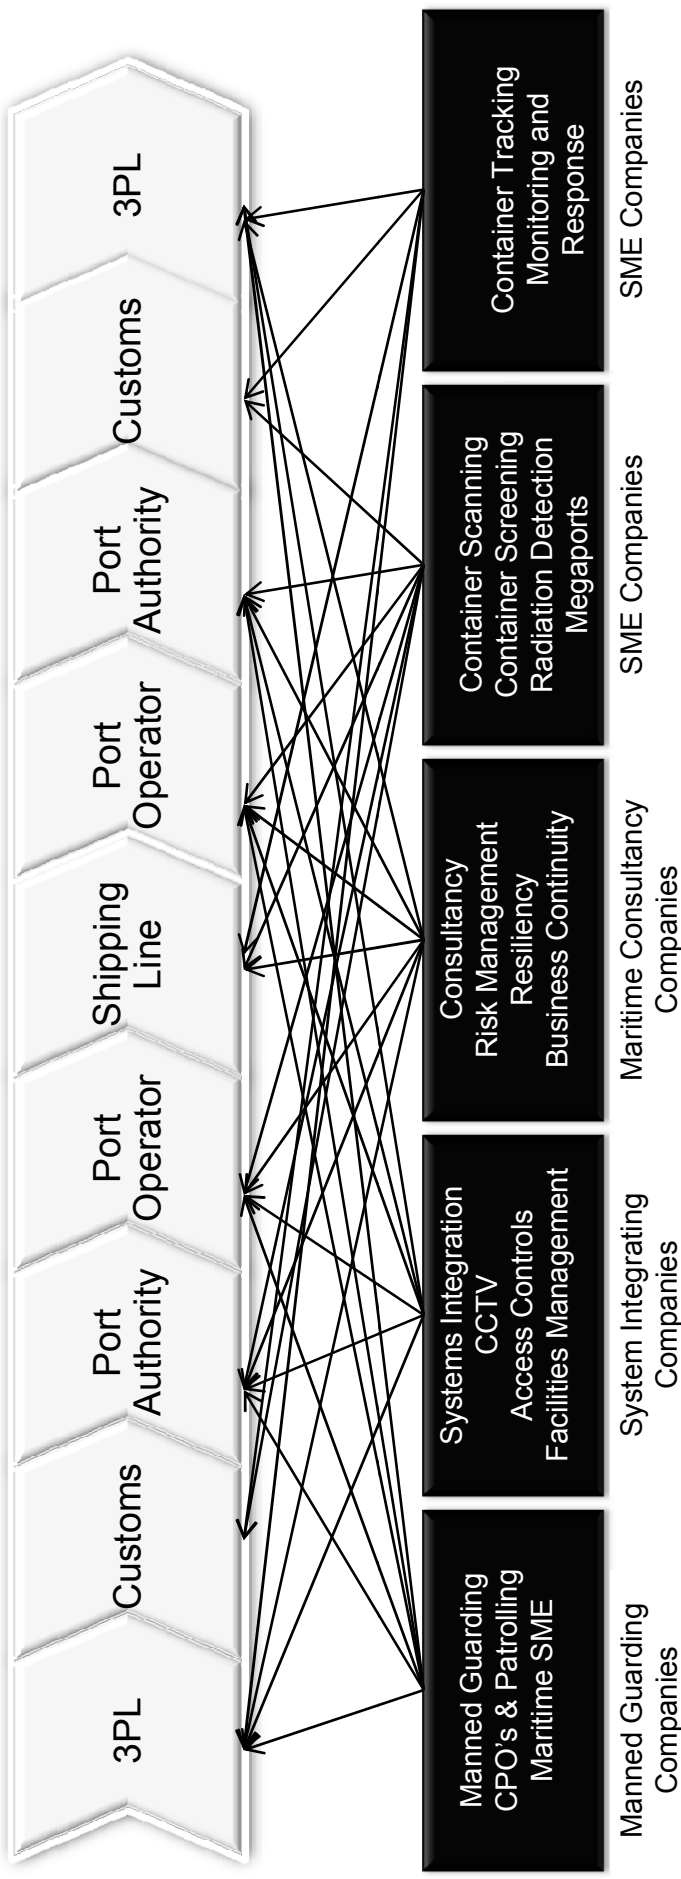 3PL
Customs
Port
Authority
Port
Operator
Shipping
Line
Port
Operator
Port
Authority
Customs
3PL
Manned Guarding
CPO's & Patrolling
Maritime SME
Systems Integration
CCTV
Access Controls
Facilities Management
Consultancy
Risk Management
Resiliency
Business Continuity
Container Scanning
Container Screening
Radiation Detection
Megaports
Container Tracking
Monitoring and
Response
Manned Guarding
Companies
System Integrating
Companies
Maritime Consultancy
Companies
SME Companies
SME Companies